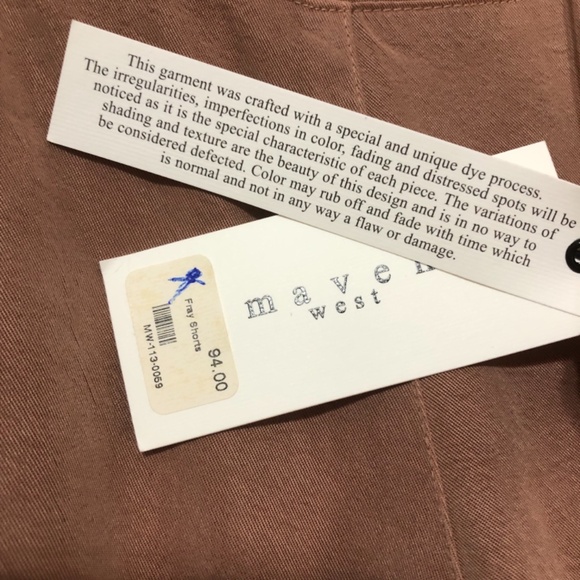 This garment was crafted with a special and unique dye process.
The irregularities, imperfections in color, fading and distressed spots will be
noticed as it is the special characteristic of each piece. The variations of
shading and texture are the beauty of this design and is in no way to
be considered defected. Color may rub off and fade with time which
is normal and not in any way a flaw or damage.
maven
west
Fray Shorts
94.00
MW-113-0059